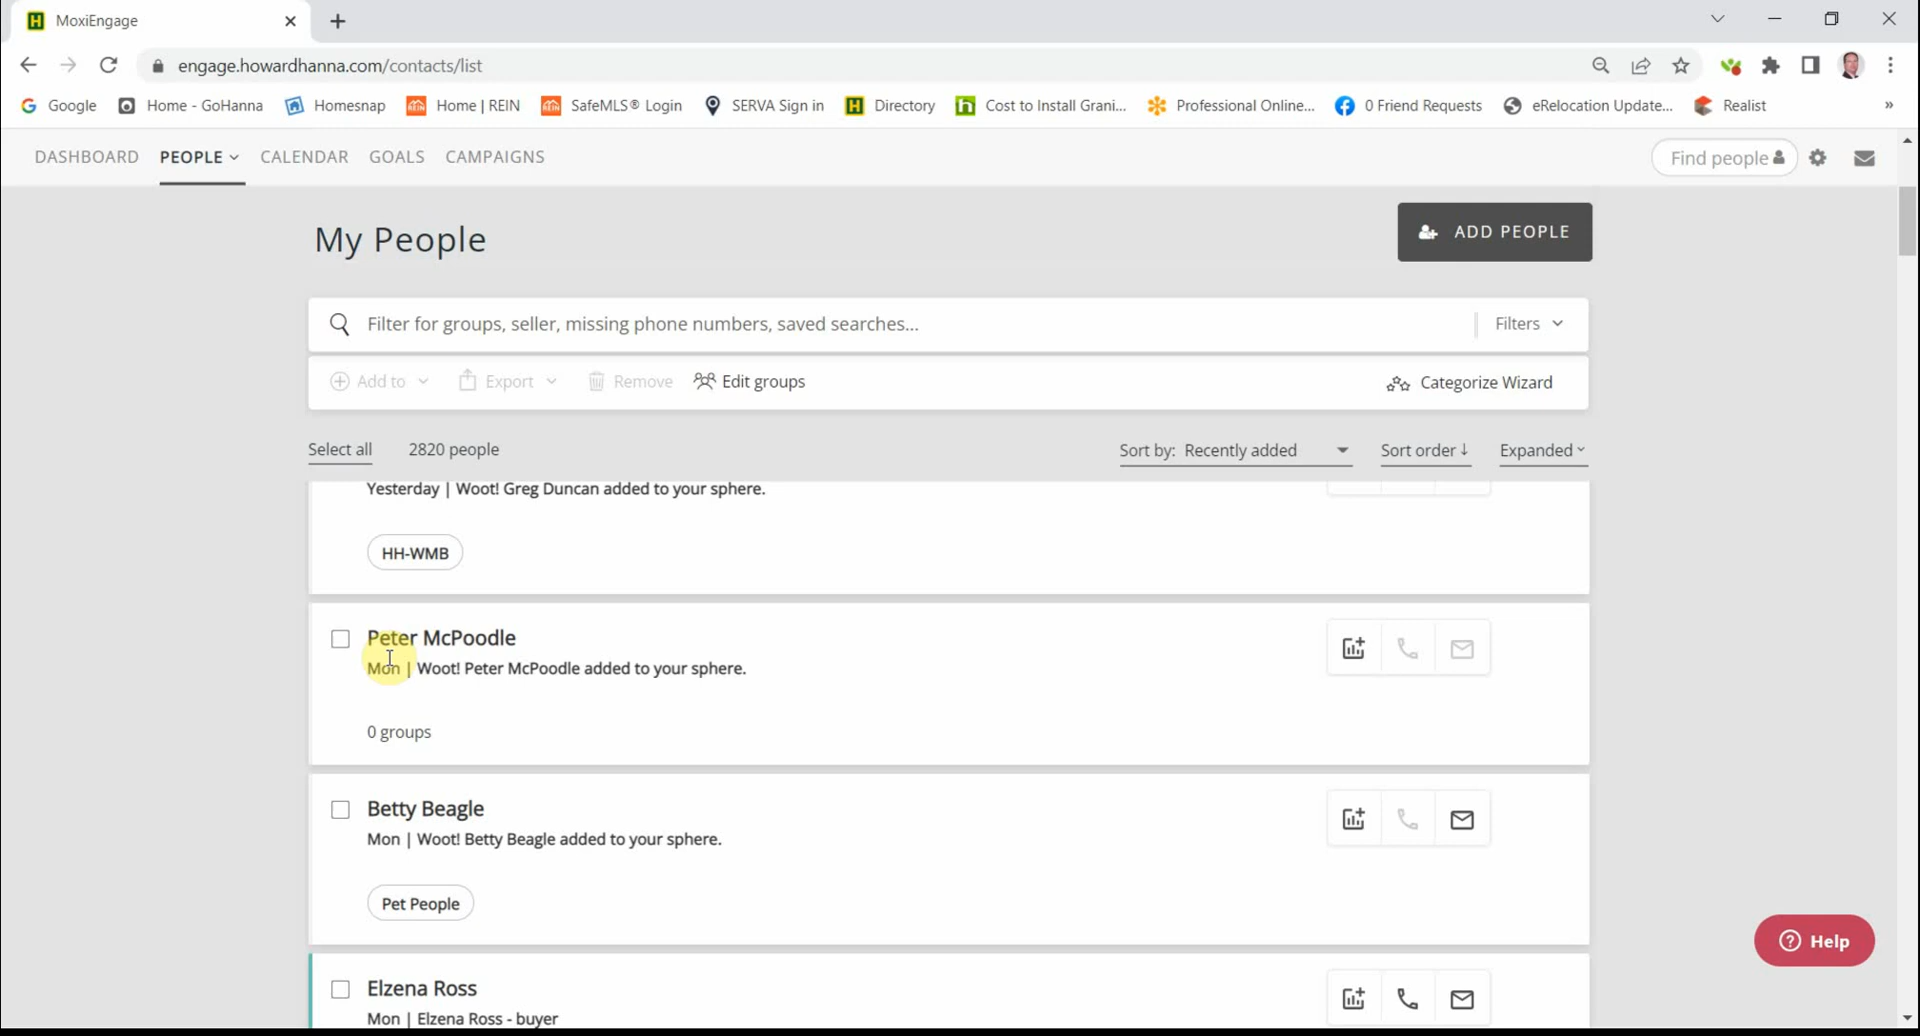 MoxiEngage
engage.howardhanna.com/contacts/list
Google Home - GoHanna Homesnap Home | REIN SafeMLS® Login SERVA Sign in Directory Cost to Install Grani... Professional Online... 0 Friend Requests eRelocation Update... Realist »
DASHBOARD PEOPLE CALENDAR GOALS CAMPAIGNS Find people
My People ADD PEOPLE
Filter for groups, seller, missing phone numbers, saved searches... Filters
Add to Export Remove Edit groups Categorize Wizard
Select all 2820 people Sort by: Recently added Sort order Expanded
Yesterday | Woot! Greg Duncan added to your sphere.
HH-WMB
Peter McPoodle
Mon | Woot! Peter McPoodle added to your sphere.
0 groups
Betty Beagle
Mon | Woot! Betty Beagle added to your sphere.
Pet People
Help
Elzena Ross
Mon | Elzena Ross - buyer